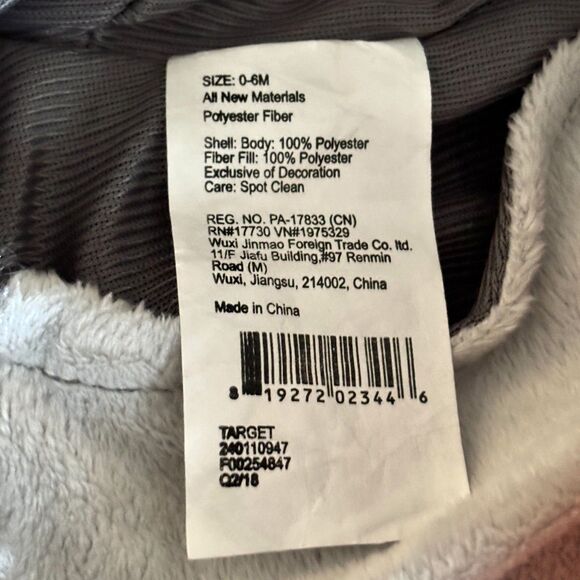 SIZE: 0-6M
All New Materials
Polyester Fiber
Shell: Body: 100% Polyester
Fiber Fill: 100% Polyester
Exclusive of Decoration
Care: Spot Clean
REG. NO. PA-17833 (CN)
RN#17730 VN#1975329
Wuxi Jinmao Foreign Trade Co. ltd.
11/F Jiafu Building,#97 Renmin
Road (M)
Wuxi, Jiangsu, 214002, China
Made in China
8 19272 02344 6
TARGET
240110947
F00254847
Q2/18